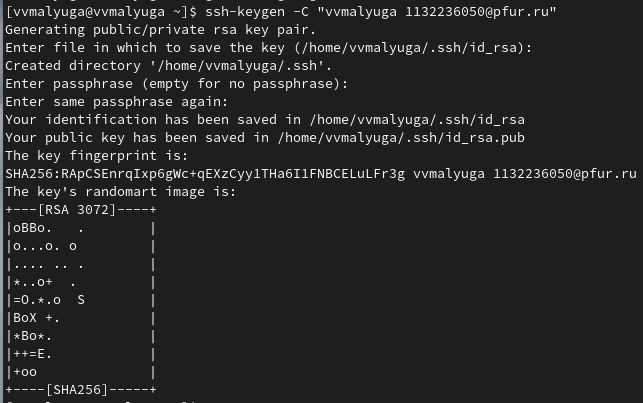 [vvmalyuga@vvmalyuga ~]$ ssh-keygen -C "vvmalyuga 1132236050@pfur.ru"
Generating public/private rsa key pair.
Enter file in which to save the key (/home/vvmalyuga/.ssh/id_rsa):
Created directory '/home/vvmalyuga/.ssh'.
Enter passphrase (empty for no passphrase):
Enter same passphrase again:
Your identification has been saved in /home/vvmalyuga/.ssh/id_rsa
Your public key has been saved in /home/vvmalyuga/.ssh/id_rsa.pub
The key fingerprint is:
SHA256:RApCSEnrqIxp6gWc+qEXzCyy1THa6I1FNBCELuLFr3g vvmalyuga 1132236050@pfur.ru
The key's randomart image is:
+---[RSA 3072]----+
|oBBo.   .        |
|o...o. o         |
|.... .. .        |
|*..o+  .         |
|=O.*.o  S        |
|BoX +.           |
|*Bo*.            |
|++=E.            |
|+oo              |
+----[SHA256]-----+